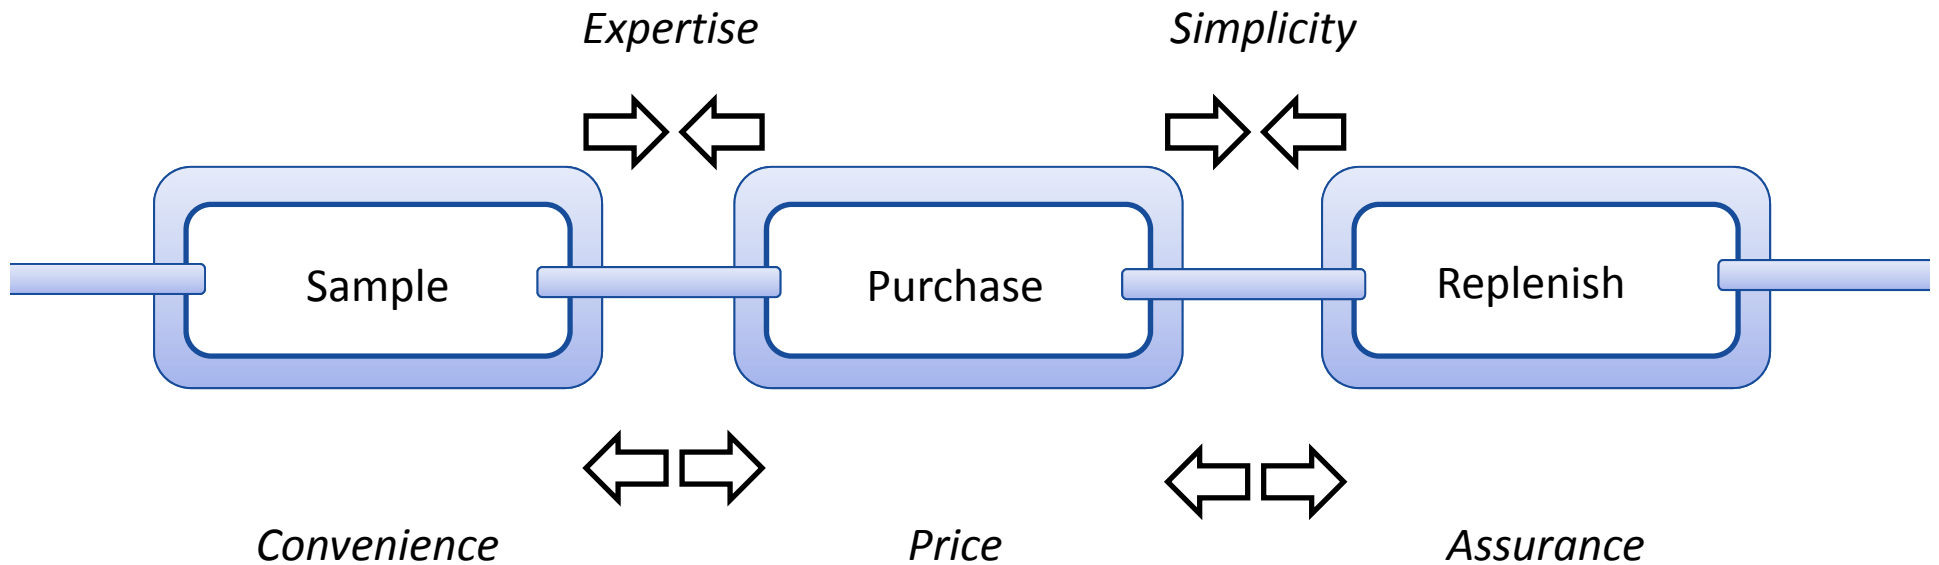 Expertise
Simplicity
Sample
Purchase
Replenish
Convenience
Price
Assurance